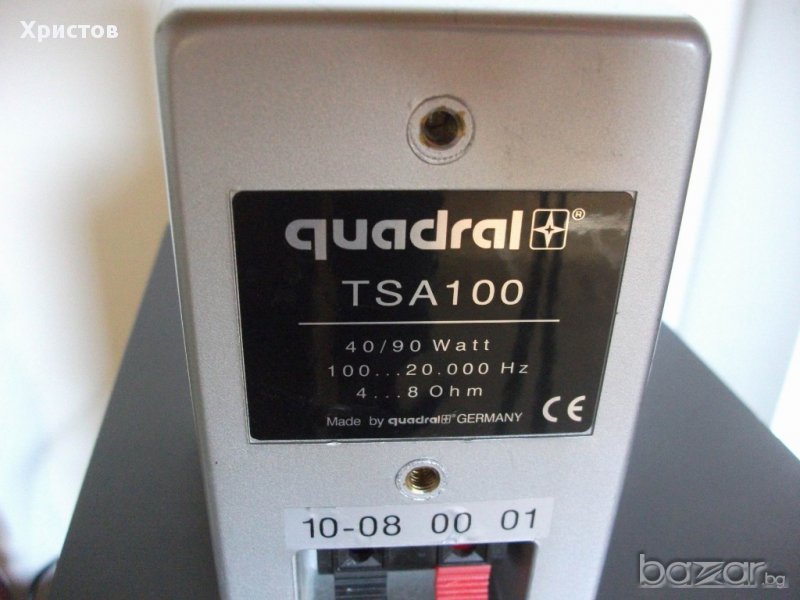 Христов
quadral ®
TSA100
40/90 Watt
100...20.000 Hz
4...8 Ohm
Made by quadral® GERMANY CE
10-08 00 01
bazar.bg